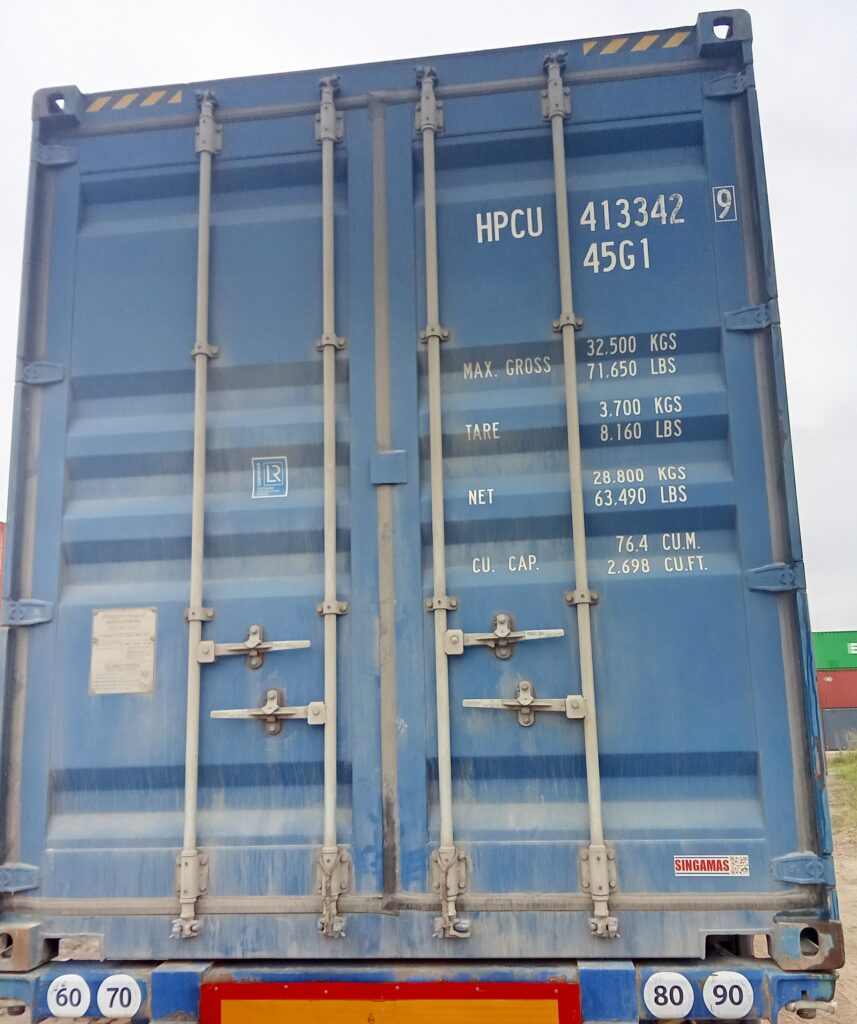 HPCU 413342 9
45G1
MAX. GROSS 32.500 KGS
71.650 LBS
TARE 3.700 KGS
8.160 LBS
NET 28.800 KGS
63.490 LBS
CU. CAP. 76.4 CU.M.
2.698 CU.FT.
LR
SINGAMAS
60 70 80 90